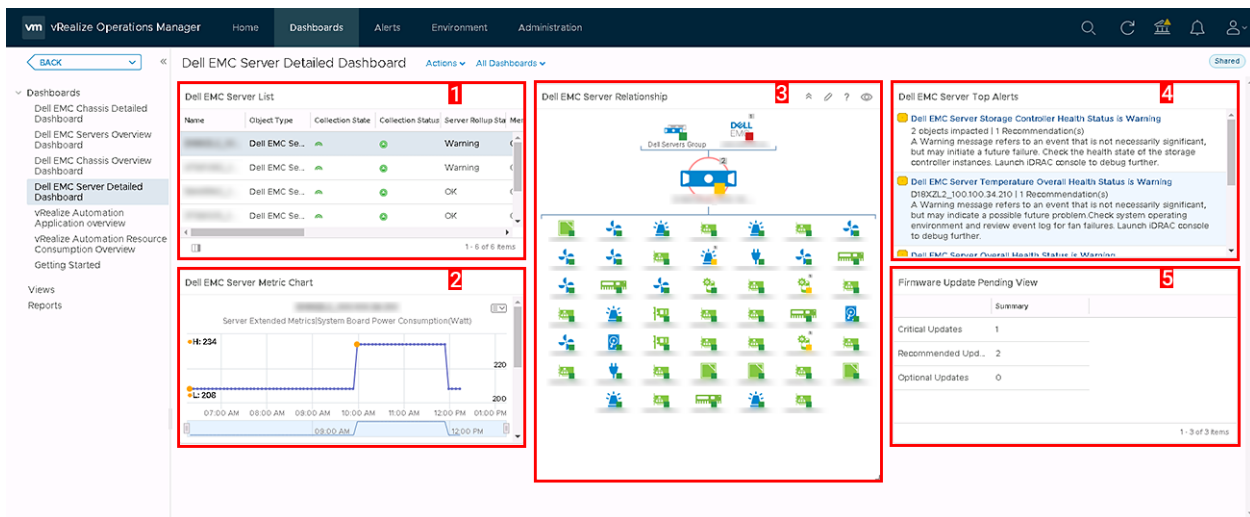 vm vRealize Operations Manager Home Dashboards Alerts Environment Administration
BACK
Dell EMC Server Detailed Dashboard Actions All Dashboards Shared
Dashboards
Dell EMC Chassis Detailed
Dashboard
Dell EMC Servers Overview
Dashboard
Dell EMC Chassis Overview
Dashboard
Dell EMC Server Detailed
Dashboard
vRealize Automation
Application overview
vRealize Automation Resource
Consumption Overview
Getting Started
Views
Reports
Dell EMC Server List 1
Name Object Type Collection State Collection Status Server Rollup Sta Mer
Dell EMC Se... Warning
Dell EMC Se... Warning
Dell EMC Se... OK
Dell EMC Se... OK
1 - 6 of 6 items
Dell EMC Server Metric Chart 2
Server Extended Metrics|System Board Power Consumption(Watt)
H: 234
220
L: 208
200
07:00 AM 08:00 AM 09:00 AM 10:00 AM 11:00 AM 12:00 PM 01:00 PM
09:00 AM 12:00 PM
Dell EMC Server Relationship 3
DELL
EMC
Dell Servers Group
2
Dell EMC Server Top Alerts 4
Dell EMC Server Storage Controller Health Status is Warning
2 objects impacted | 1 Recommendation(s)
A Warning message refers to an event that is not necessarily significant,
but may initiate a future failure. Check the health state of the storage
controller instances. Launch iDRAC console to debug further.
Dell EMC Server Temperature Overall Health Status is Warning
D18XZL2_100.100.34.210 | 1 Recommendation(s)
A Warning message refers to an event that is not necessarily significant,
but may indicate a possible future problem.Check system operating
environment and review event log for fan failures. Launch iDRAC console
to debug further.
Dell EMC Server Overall Health Status is Warning
Firmware Update Pending View 5
Summary
Critical Updates 1
Recommended Upd... 2
Optional Updates 0
1 - 3 of 3 items